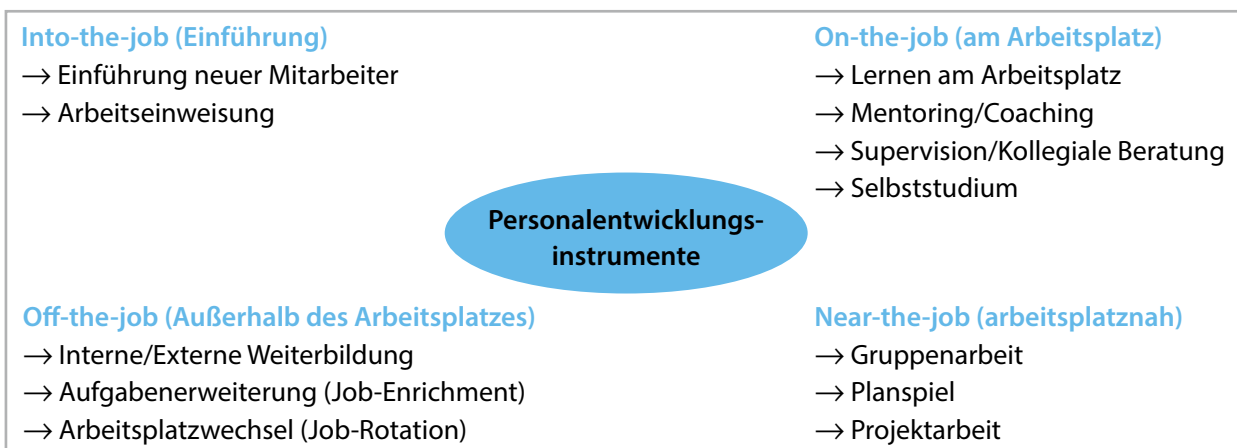 Into-the-job (Einführung)
→ Einführung neuer Mitarbeiter
→ Arbeitseinweisung
On-the-job (am Arbeitsplatz)
→ Lernen am Arbeitsplatz
→ Mentoring/Coaching
→ Supervision/Kollegiale Beratung
→ Selbststudium
Personalentwicklungs-
instrumente
Off-the-job (Außerhalb des Arbeitsplatzes)
→ Interne/Externe Weiterbildung
→ Aufgabenerweiterung (Job-Enrichment)
→ Arbeitsplatzwechsel (Job-Rotation)
Near-the-job (arbeitsplatznah)
→ Gruppenarbeit
→ Planspiel
→ Projektarbeit